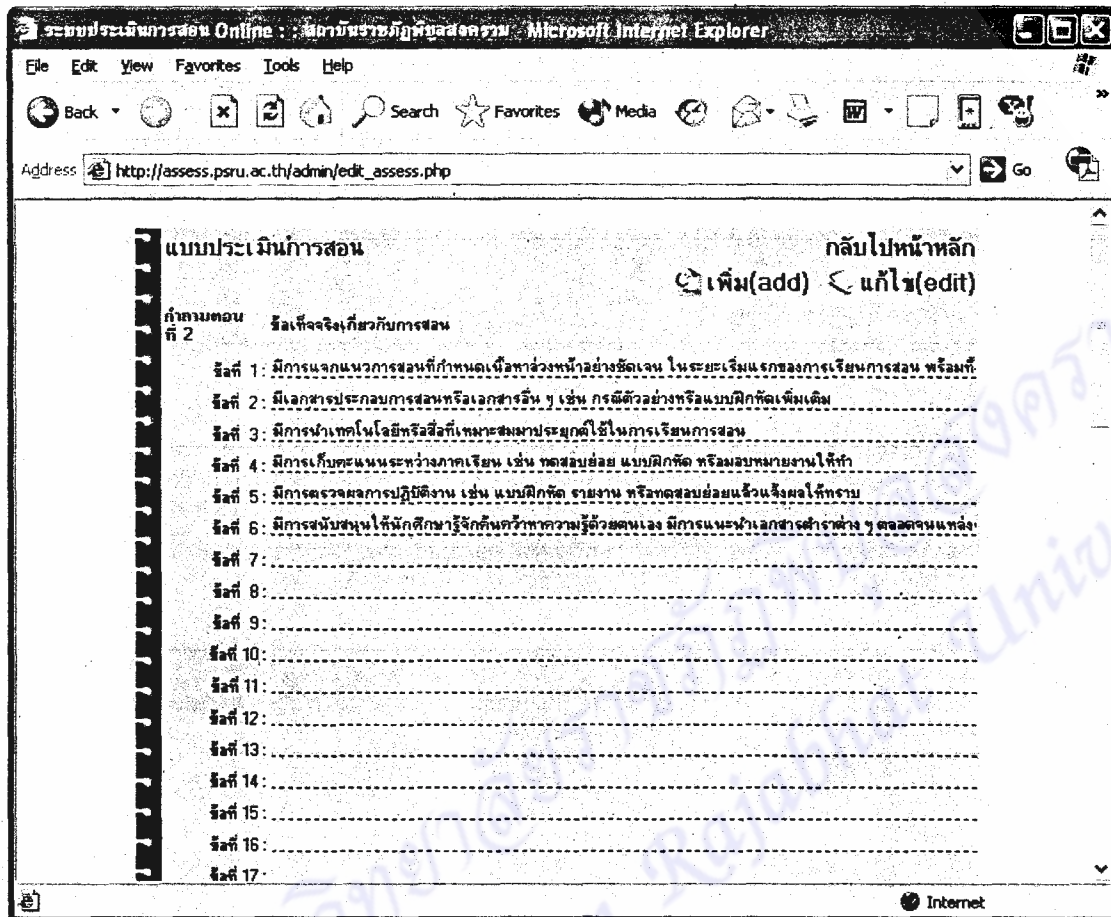 ระบบประเมินการสอน Online : : สถาบันราชภัฏพิบูลสงคราม - Microsoft Internet Explorer
File Edit View Favorites Tools Help
Back Search Favorites Media
Address http://assess.psru.ac.th/admin/edit_assess.php Go
แบบประเมินการสอน กลับไปหน้าหลัก
เพิ่ม(add) แก้ไข(edit)
คำถามตอน
ที่ 2 ข้อเท็จจริงเกี่ยวกับการสอน
ข้อที่ 1: มีการแจกแนวการสอนที่กำหนดเนื้อหาล่วงหน้าอย่างชัดเจน ในระยะเริ่มแรกของการเรียนการสอน พร้อมทั้
ข้อที่ 2: มีเอกสารประกอบการสอนหรือเอกสารอื่น ๆ เช่น กรณีตัวอย่างหรือแบบฝึกหัดเพิ่มเติม
ข้อที่ 3: มีการนำเทคโนโลยีหรือสื่อที่เหมาะสมมาประยุกต์ใช้ในการเรียนการสอน
ข้อที่ 4: มีการเก็บคะแนนระหว่างภาคเรียน เช่น ทดสอบย่อย แบบฝึกหัด หรือมอบหมายงานให้ทำ
ข้อที่ 5: มีการตรวจผลการปฏิบัติงาน เช่น แบบฝึกหัด รายงาน หรือทดสอบย่อยแล้วแจ้งผลให้ทราบ
ข้อที่ 6: มีการสนับสนุนให้นักศึกษารู้จักค้นคว้าหาความรู้ด้วยตนเอง มีการแนะนำเอกสารตำราต่าง ๆ ตลอดจนแหล่ง
ข้อที่ 7:
ข้อที่ 8:
ข้อที่ 9:
ข้อที่ 10:
ข้อที่ 11:
ข้อที่ 12:
ข้อที่ 13:
ข้อที่ 14:
ข้อที่ 15:
ข้อที่ 16:
ข้อที่ 17:
Internet
Rajabhat Univ